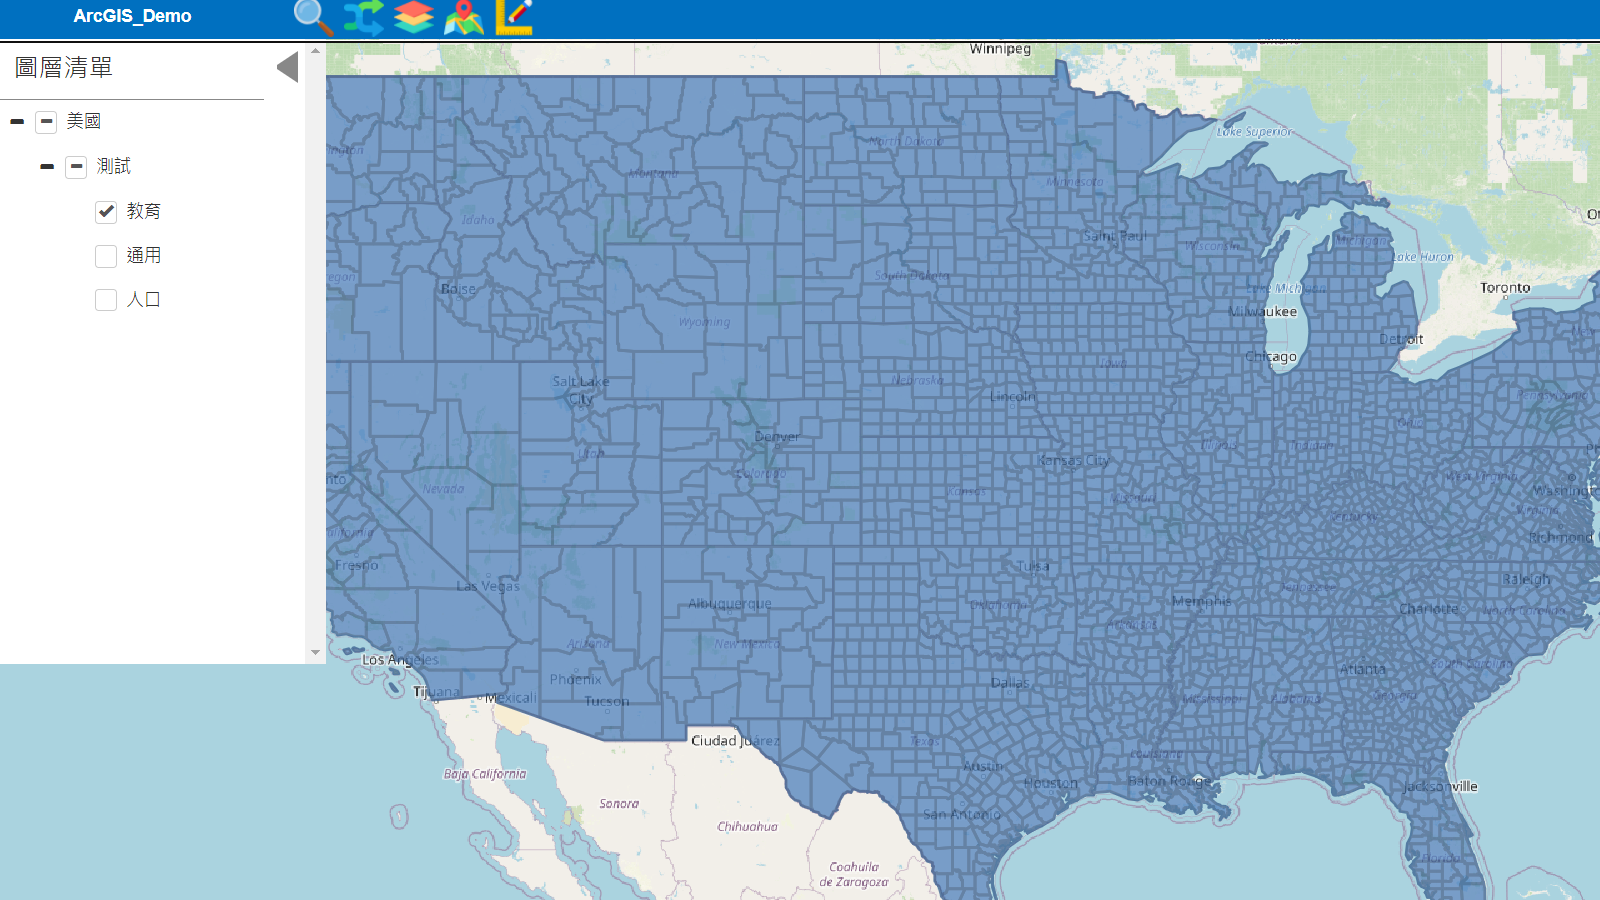 ArcGIS_Demo
圖層清單
美國
測試
教育
通用
人口
Winnipeg
Lake Superior
North Dakota
Montana
Minnesota
Idaho
Saint Paul
Wisconsin
Michigan
Lake Huron
South Dakota
Boise
Lake Michigan
Toronto
Milwaukee
Wyoming
Detroit
Chicago
Iowa
Salt Lake
City
Nebraska
Lincoln
Pennsylvania
Ohio
Denver
Illinois
Indiana
Utah
Colorado
Kansas City
West Virginia
Nevada
Kansas
Missouri
Washingt
Virginia
Kentucky
Richmond
Fresno
Tulsa
Las Vegas
Raleigh
Albuquerque
Oklahoma
Memphis
Tennessee
Charlotte
North Carolina
Arkansas
Arizona
New Mexico
Los Angeles
Atlanta
South Carolina
Phoenix
Dallas
Tijuana
Mexicali
Tucson
Mississippi
Alabama
Georgia
Ciudad Juárez
Texas
Louisiana
Austin
Houston
Baton Rouge
Jacksonville
Baja California
Sonora
San Antonio
Chihuahua
Florida
Coahuila
de Zaragoza